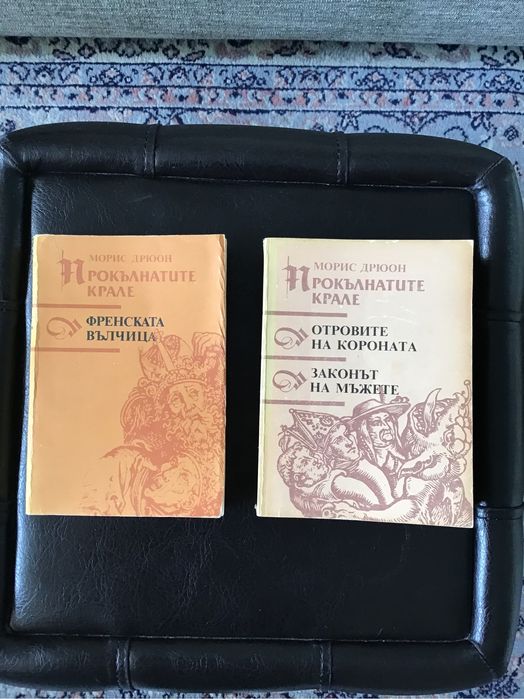 МОРИС ДРЮОН
ПРОКЪЛНАТИТЕ
КРАЛЕ
ФРЕНСКАТА
ВЪЛЧИЦА
МОРИС ДРЮОН
ПРОКЪЛНАТИТЕ
КРАЛЕ
ОТРОВИТЕ
НА КОРОНАТА
ЗАКОНЪТ
НА МЪЖЕТЕ